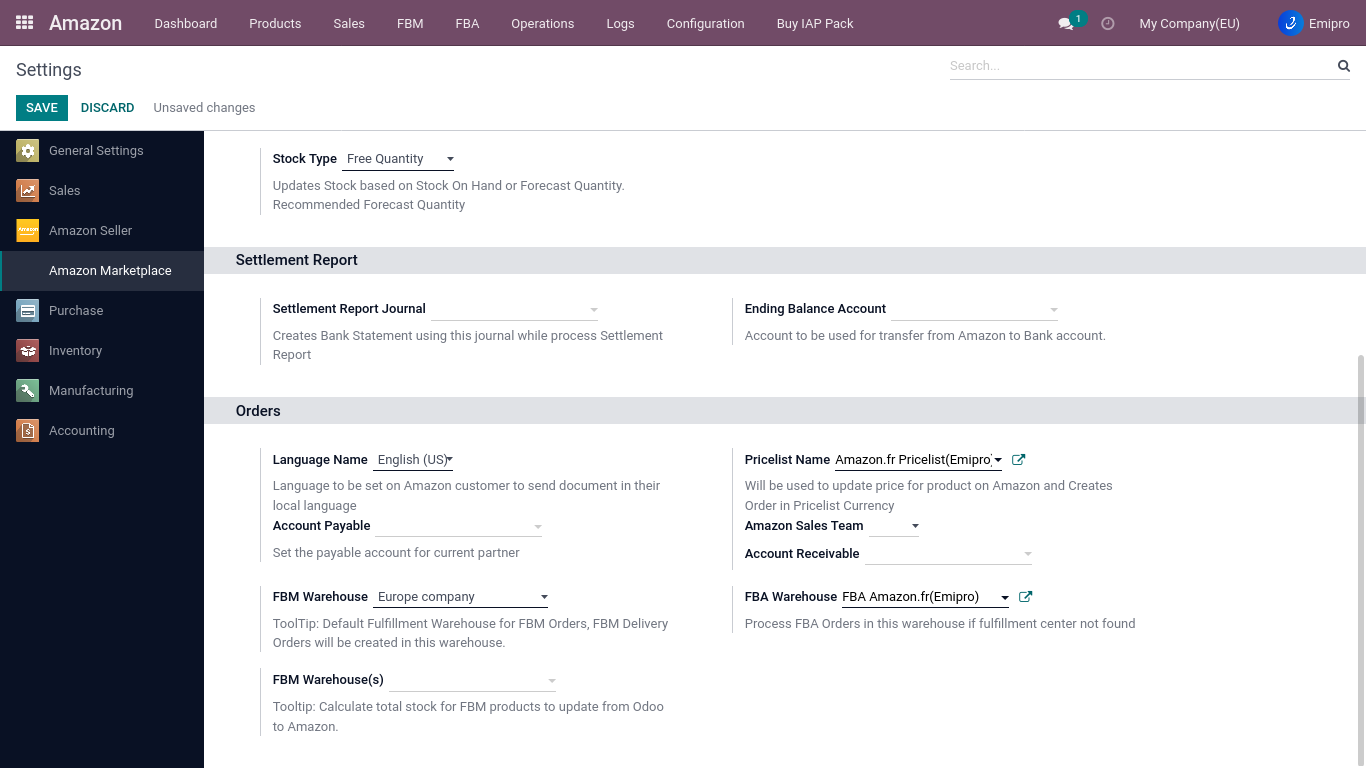 Amazon Dashboard Products Sales FBM FBA Operations Logs Configuration Buy IAP Pack 1 My Company(EU) Emipro
Settings Search...
SAVE DISCARD Unsaved changes
General Settings
Sales
Amazon Seller
Amazon Marketplace
Purchase
Inventory
Manufacturing
Accounting
Stock Type Free Quantity
Updates Stock based on Stock On Hand or Forecast Quantity.
Recommended Forecast Quantity
Settlement Report
Settlement Report Journal
Creates Bank Statement using this journal while process Settlement
Report
Ending Balance Account
Account to be used for transfer from Amazon to Bank account.
Orders
Language Name English (US)
Language to be set on Amazon customer to send document in their
local language
Account Payable
Set the payable account for current partner
Pricelist Name Amazon.fr Pricelist(Emipro)
Will be used to update price for product on Amazon and Creates
Order in Pricelist Currency
Amazon Sales Team
Account Receivable
FBM Warehouse Europe company
ToolTip: Default Fulfillment Warehouse for FBM Orders, FBM Delivery
Orders will be created in this warehouse.
FBA Warehouse FBA Amazon.fr(Emipro)
Process FBA Orders in this warehouse if fulfillment center not found
FBM Warehouse(s)
Tooltip: Calculate total stock for FBM products to update from Odoo
to Amazon.